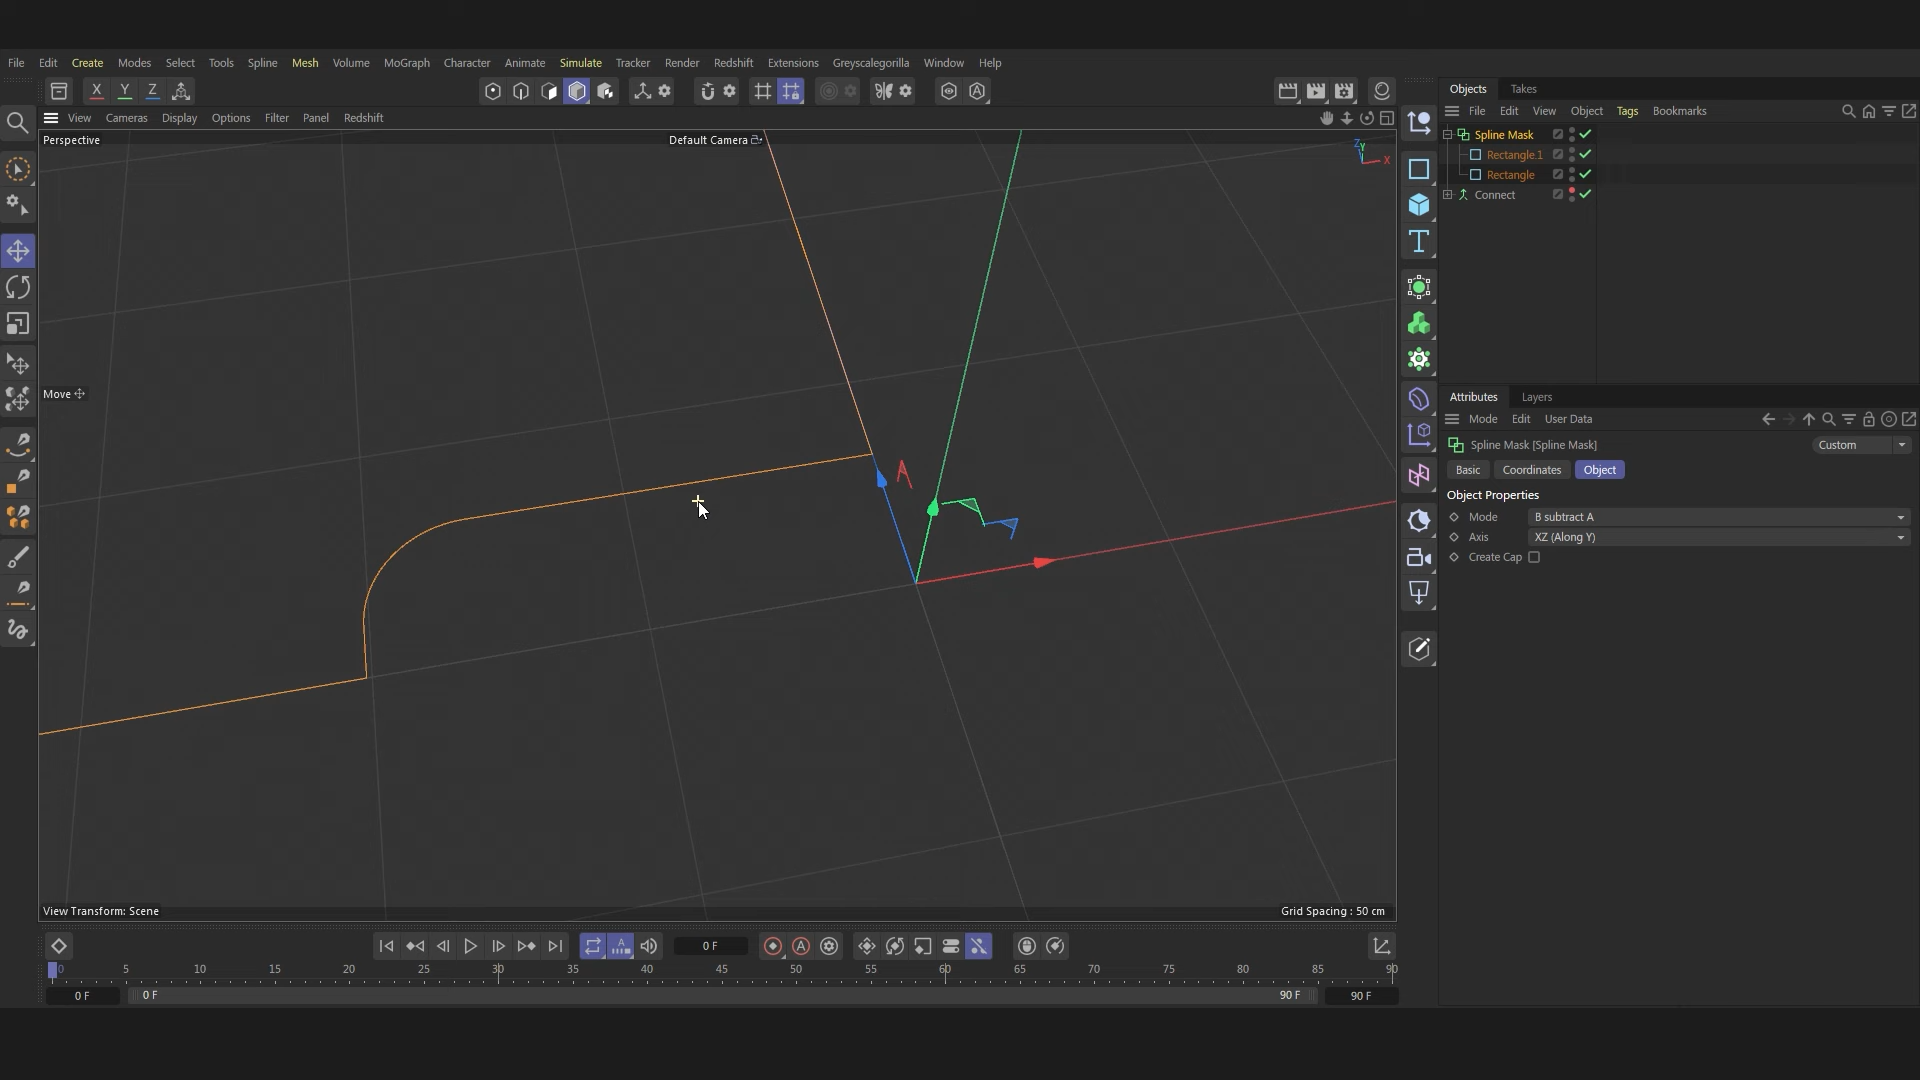 File Edit Create Modes Select Tools Spline Mesh Volume MoGraph Character Animate Simulate Tracker Render Redshift Extensions Greyscalegorilla Window Help
X Y Z
Objects Takes
View Cameras Display Options Filter Panel Redshift
File Edit View Object Tags Bookmarks
Perspective
Default Camera
Y
X
Spline Mask
Rectangle.1
Rectangle
Connect
Move
Attributes Layers
Mode Edit User Data
Spline Mask [Spline Mask]
Custom
Basic Coordinates Object
Object Properties
Mode B subtract A
Axis XZ (Along Y)
Create Cap
View Transform: Scene
Grid Spacing : 50 cm
0 F
0 5 10 15 20 25 30 35 40 45 50 55 60 65 70 75 80 85 90
0 F 0 F 90 F 90 F